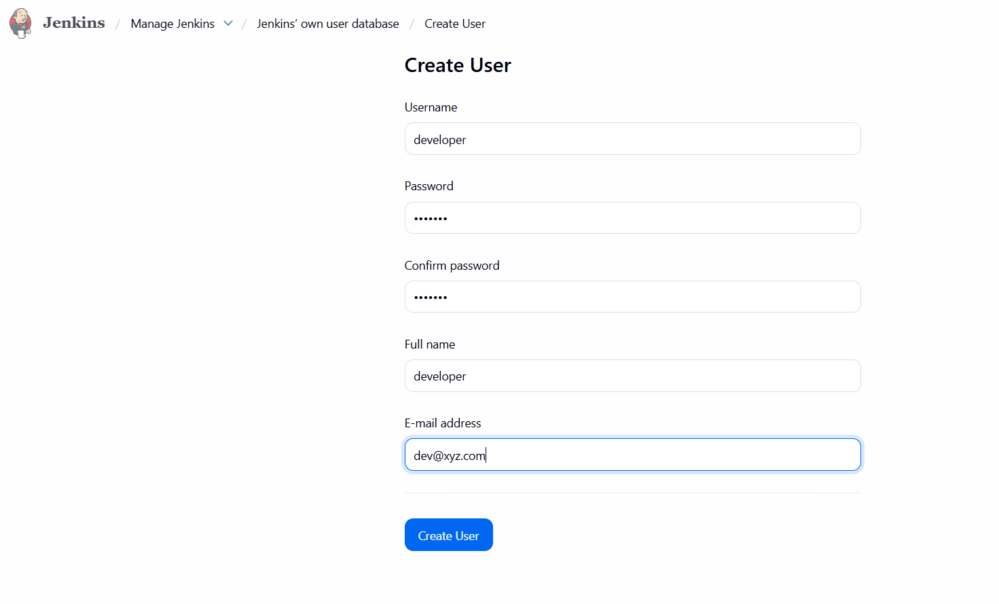 Jenkins / Manage Jenkins / Jenkins’ own user database / Create User
Create User
Username
developer
Password
•••••••
Confirm password
•••••••
Full name
developer
E-mail address
dev@xyz.com
Create User